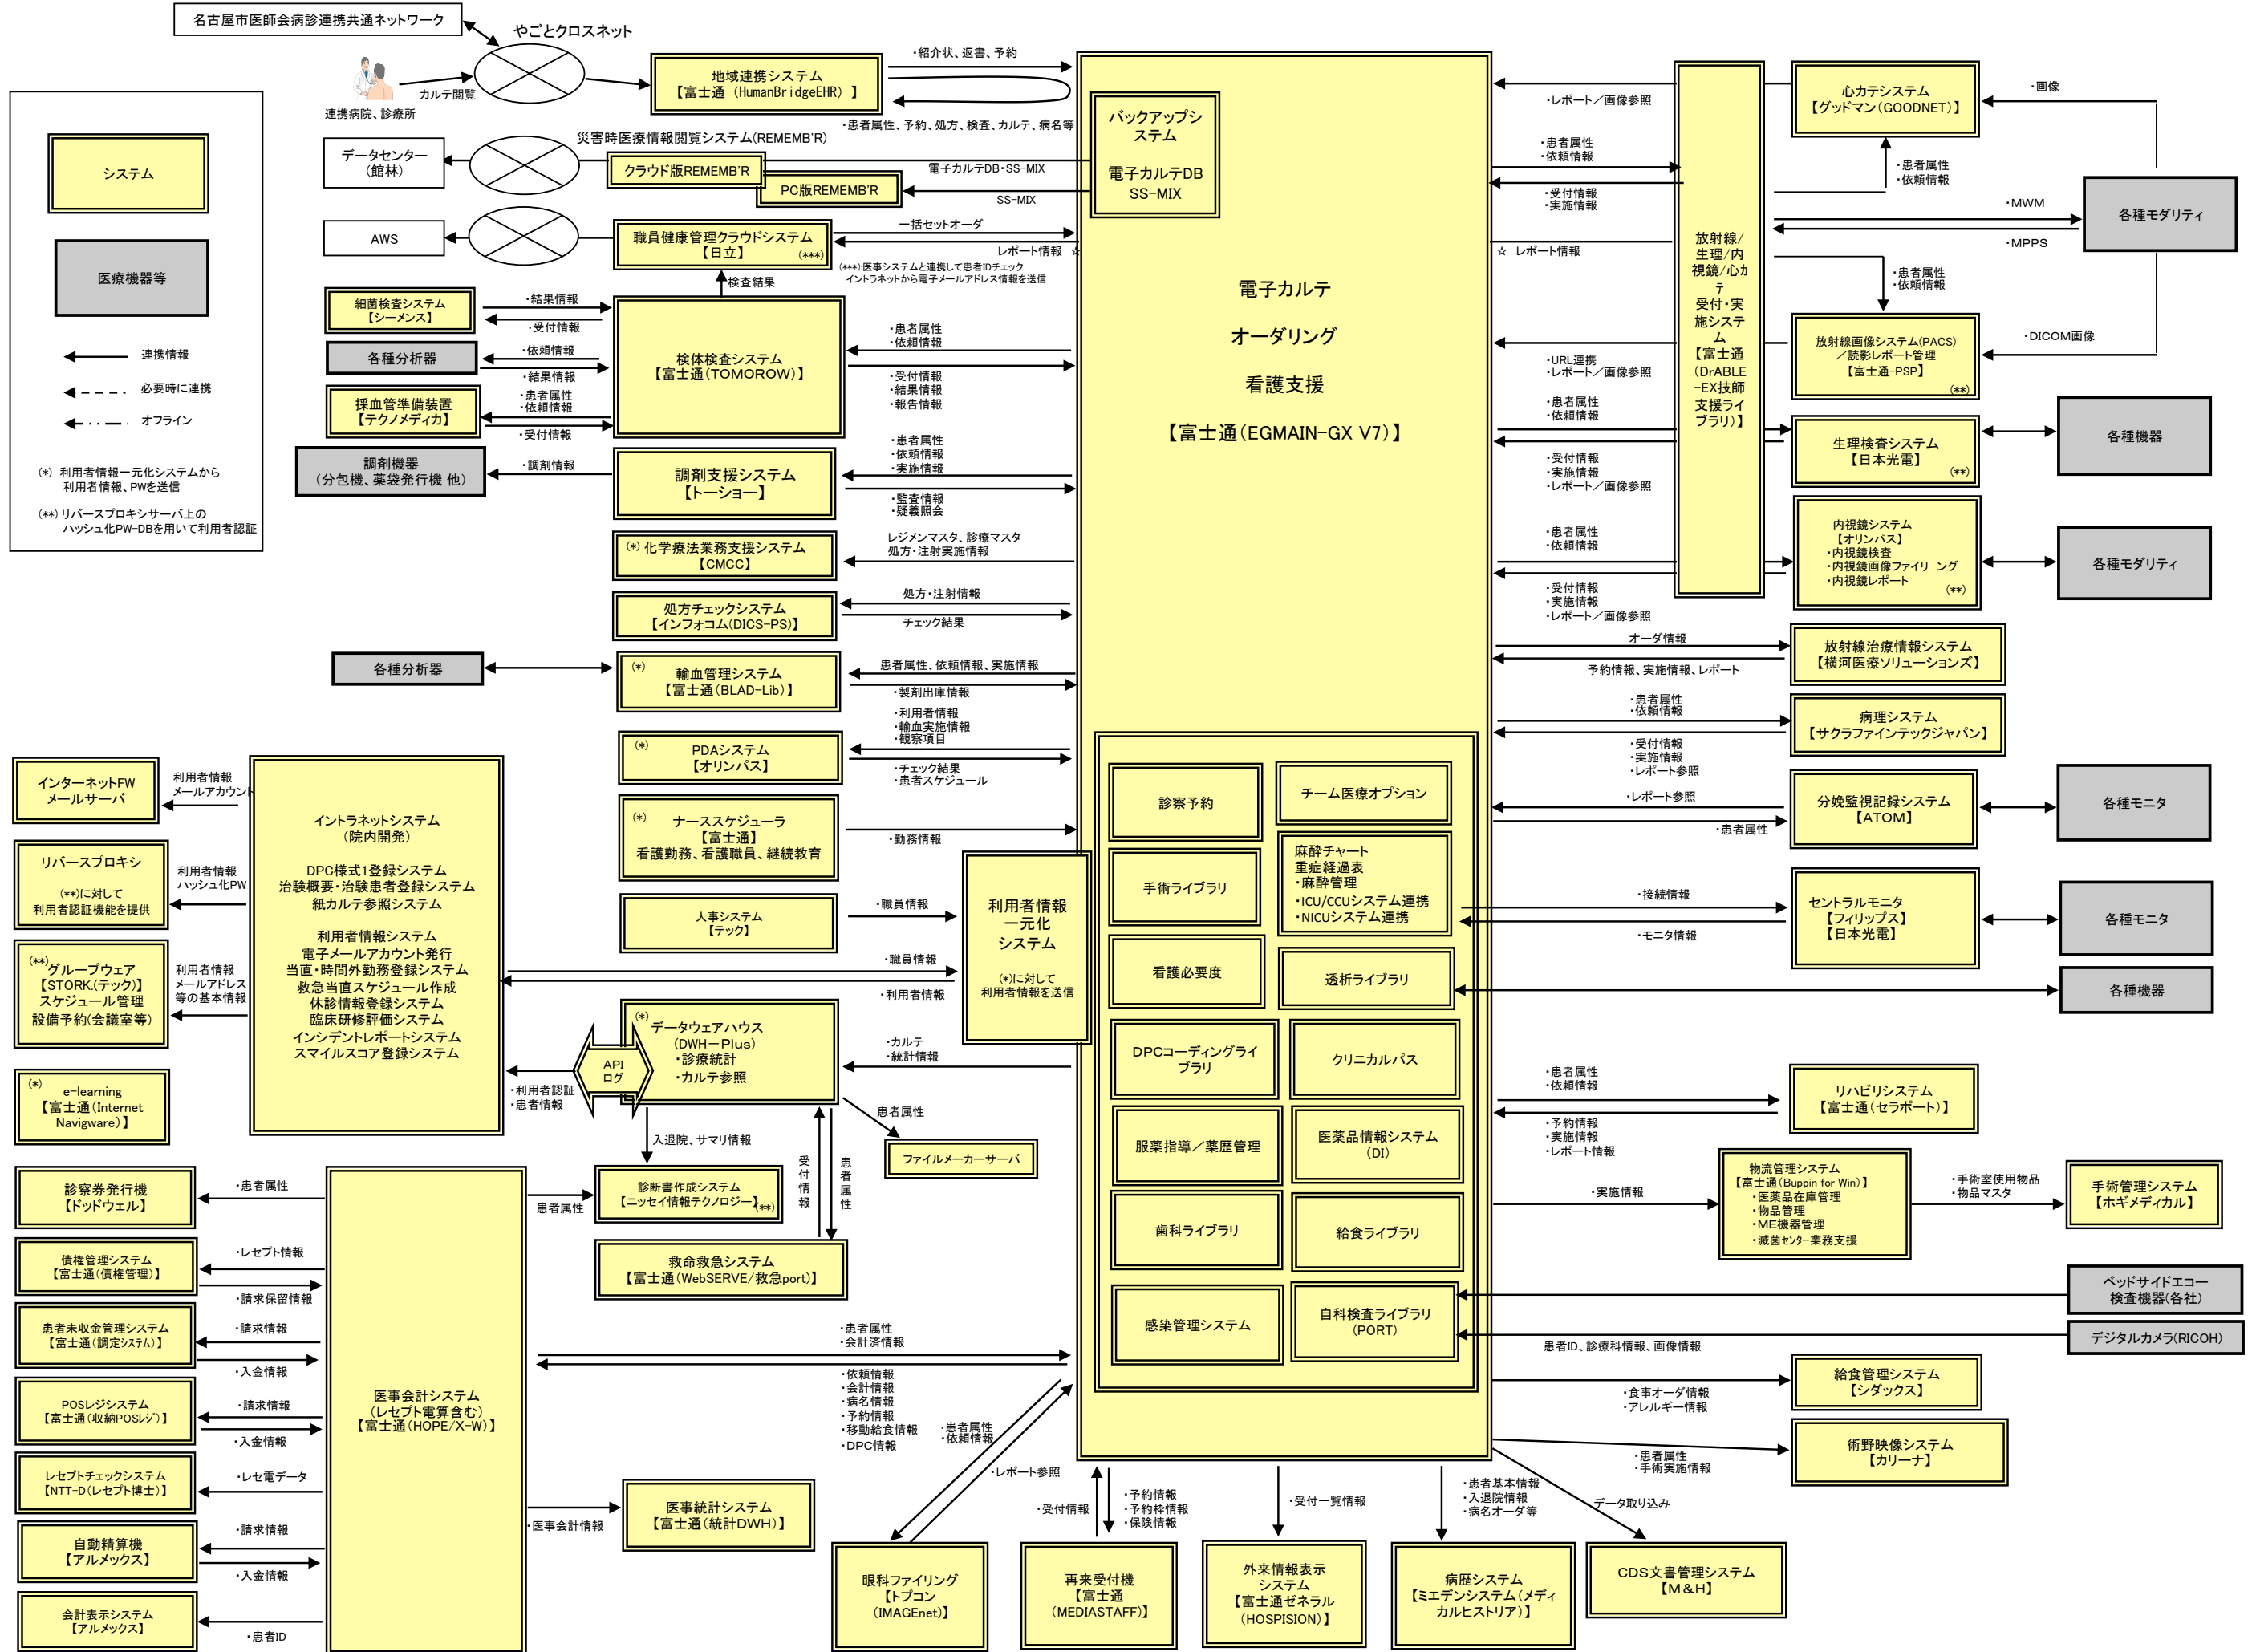 名古屋市医師会病診連携共通ネットワーク
やごとクロスネット
カルテ閲覧
連携病院、診療所
地域連携システム
【富士通(HumanBridgeEHR)】
・紹介状、返書、予約
・患者属性、予約、処方、検査、カルテ、病名等
システム
医療機器等
連携情報
必要時に連携
オフライン
(*) 利用者情報一元化システムから
利用者情報、PWを送信
(**) リバースプロキシサーバ上の
ハッシュ化PW-DBを用いて利用者認証
データセンター
(館林)
災害時医療情報閲覧システム(REMEMB'R)
クラウド版REMEMB'R
PC版REMEMB'R
電子カルテDB・SS-MIX
SS-MIX
バックアップシ
ステム
電子カルテDB
SS-MIX
AWS
職員健康管理クラウドシステム
【日立】
(***)
一括セットオーダ
レポート情報 ☆
(***):医事システムと連携して患者IDチェック
イントラネットから電子メールアドレス情報を送信
検査結果
細菌検査システム
【シーメンス】
・結果情報
・受付情報
各種分析器
・依頼情報
・結果情報
採血管準備装置
【テクノメディカ】
・患者属性
・依頼情報
・受付情報
検体検査システム
【富士通(TOMOROW)】
・患者属性
・依頼情報
・受付情報
・結果情報
・報告情報
調剤機器
(分包機、薬袋発行機 他)
・調剤情報
調剤支援システム
【トーショー】
・患者属性
・依頼情報
・実施情報
・監査情報
・疑義照会
(*) 化学療法業務支援システム
【CMCC】
レジメンマスタ、診療マスタ
処方・注射実施情報
処方チェックシステム
【インフォコム(DICS-PS)】
処方・注射情報
チェック結果
各種分析器
(*)
輸血管理システム
【富士通(BLAD-Lib)】
患者属性、依頼情報、実施情報
・製剤出庫情報
・利用者情報
・輸血実施情報
・観察項目
(*)
PDAシステム
【オリンパス】
・チェック結果
・患者スケジュール
(*)
ナーススケジューラ
【富士通】
看護勤務、看護職員、継続教育
・勤務情報
人事システム
【テック】
・職員情報
利用者情報
一元化
システム
(*)に対して
利用者情報を送信
・職員情報
・利用者情報
電子カルテ
オーダリング
看護支援
【富士通(EGMAIN-GX V7)】
診察予約
チーム医療オプション
手術ライブラリ
麻酔チャート
重症経過表
・麻酔管理
・ICU/CCUシステム連携
・NICUシステム連携
看護必要度
透析ライブラリ
DPCコーディングライ
ブラリ
クリニカルパス
服薬指導/薬歴管理
医薬品情報システム
(DI)
歯科ライブラリ
給食ライブラリ
感染管理システム
自科検査ライブラリ
(PORT)
放射線/
生理/内
視鏡/心カ
テ
受付・実
施システ
ム
【富士通
(DrABLE
-EX技師
支援ライ
ブラリ)】
・レポート/画像参照
・患者属性
・依頼情報
・受付情報
・実施情報
☆ レポート情報
・URL連携
・レポート/画像参照
・患者属性
・依頼情報
・受付情報
・実施情報
・レポート/画像参照
・患者属性
・依頼情報
・受付情報
・実施情報
・レポート/画像参照
心カテシステム
【グッドマン(GOODNET)】
・画像
・患者属性
・依頼情報
・MWM
・MPPS
各種モダリティ
・患者属性
・依頼情報
放射線画像システム(PACS)
/読影レポート管理
【富士通-PSP】
(**)
・DICOM画像
生理検査システム
【日本光電】
(**)
各種機器
内視鏡システム
【オリンパス】
・内視鏡検査
・内視鏡画像ファイリ ング
・内視鏡レポート
(**)
各種モダリティ
オーダ情報
予約情報、実施情報、レポート
放射線治療情報システム
【横河医療ソリューションズ】
・患者属性
・依頼情報
・受付情報
・実施情報
・レポート参照
病理システム
【サクラファインテックジャパン】
・レポート参照
・患者属性
分娩監視記録システム
【ATOM】
各種モニタ
・接続情報
・モニタ情報
セントラルモニタ
【フィリップス】
【日本光電】
各種モニタ
各種機器
・患者属性
・依頼情報
・予約情報
・実施情報
・レポート情報
リハビリシステム
【富士通(セラポート)】
・実施情報
物流管理システム
【富士通(Buppin for Win)】
・医薬品在庫管理
・物品管理
・ME機器管理
・滅菌センター業務支援
・手術室使用物品
・物品マスタ
手術管理システム
【ホギメディカル】
ベッドサイドエコー
検査機器(各社)
デジタルカメラ(RICOH)
患者ID、診療科情報、画像情報
・食事オーダ情報
・アレルギー情報
給食管理システム
【シダックス】
・患者属性
・手術実施情報
術野映像システム
【カリーナ】
データ取り込み
CDS文書管理システム
【M&H】
インターネットFW
メールサーバ
利用者情報
メールアカウント
リバースプロキシ
(**)に対して
利用者認証機能を提供
利用者情報
ハッシュ化PW
(**)
グループウェア
【STORK.(テック)】
スケジュール管理
設備予約(会議室等)
利用者情報
メールアドレス
等の基本情報
(*)
e-learning
【富士通(Internet
Navigware)】
イントラネットシステム
(院内開発)
DPC様式1登録システム
治験概要・治験患者登録システム
紙カルテ参照システム
利用者情報システム
電子メールアカウント発行
当直・時間外勤務登録システム
救急当直スケジュール作成
休診情報登録システム
臨床研修評価システム
インシデントレポートシステム
スマイルスコア登録システム
API
ログ
・利用者認証
・患者情報
(*)
データウェアハウス
(DWH-Plus)
・診療統計
・カルテ参照
・カルテ
・統計情報
患者属性
ファイルメーカーサーバ
入退院、サマリ情報
受付情報
患者属性
診断書作成システム
【ニッセイ情報テクノロジー】
(**)
患者属性
救命救急システム
【富士通(WebSERVE/救急port)】
診察券発行機
【ドッドウェル】
・患者属性
債権管理システム
【富士通(債権管理)】
・レセプト情報
・請求保留情報
患者未収金管理システム
【富士通(調定システム)】
・請求情報
・入金情報
POSレジシステム
【富士通(収納POSレジ)】
・請求情報
・入金情報
レセプトチェックシステム
【NTT-D(レセプト博士)】
・レセ電データ
自動精算機
【アルメックス】
・請求情報
・入金情報
会計表示システム
【アルメックス】
・患者ID
医事会計システム
(レセプト電算含む)
【富士通(HOPE/X-W)】
・患者属性
・会計済情報
・依頼情報
・会計情報
・病名情報
・予約情報
・移動給食情報
・DPC情報
・医事会計情報
医事統計システム
【富士通(統計DWH)】
・患者属性
・依頼情報
・レポート参照
眼科ファイリング
【トプコン
(IMAGEnet)】
・受付情報
・予約情報
・予約枠情報
・保険情報
再来受付機
【富士通
(MEDIASTAFF)】
・受付一覧情報
外来情報表示
システム
【富士通ゼネラル
(HOSPISION)】
・患者基本情報
・入退院情報
・病名オーダ等
病歴システム
【ミエデンシステム(メディ
カルヒストリア)】